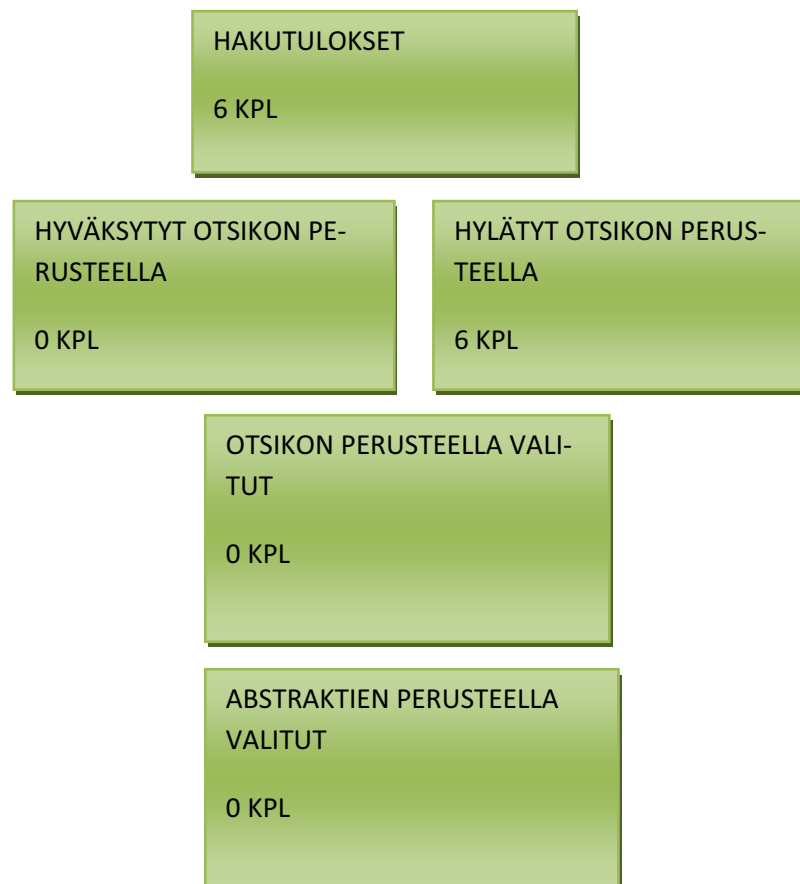 HAKUTULOKSET
6 KPL
HYVÄKSYTYT OTSIKON PE-
RUSTEELLA
0 KPL
HYLÄTYT OTSIKON PERUS-
TEELLA
6 KPL
OTSIKON PERUSTEELLA VALI-
TUT
0 KPL
ABSTRAKTIEN PERUSTEELLA
VALITUT
0 KPL